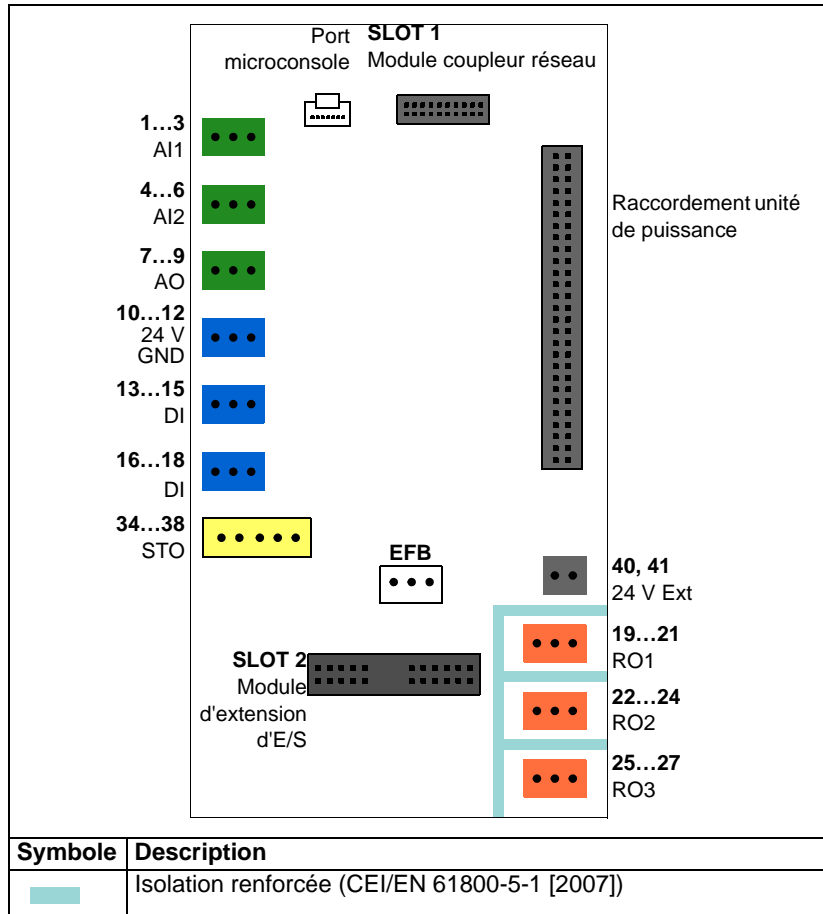 Port
microconsole
SLOT 1
Module coupleur réseau
1…3
AI1
4…6
AI2
7…9
AO
10…12
24 V
GND
13…15
DI
16…18
DI
34…38
STO
Raccordement unité
de puissance
EFB
40, 41
24 V Ext
19…21
RO1
SLOT 2
Module
d'extension
d'E/S
22…24
RO2
25…27
RO3
Symbole Description
Isolation renforcée (CEI/EN 61800-5-1 [2007])